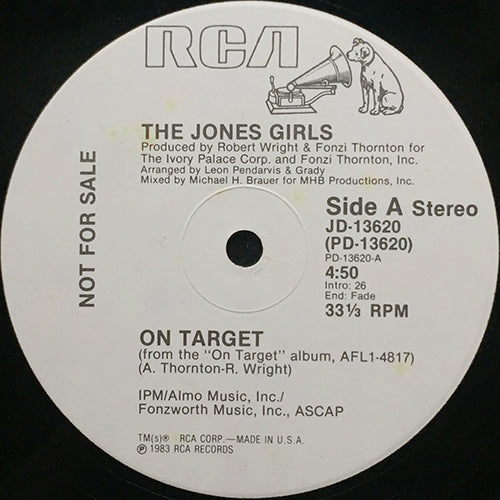 RCA
THE JONES GIRLS
Produced by Robert Wright & Fonzi Thornton for
The Ivory Palace Corp. and Fonzi Thornton, Inc.
Arranged by Leon Pendarvis & Grady
Mixed by Michael H. Brauer for MHB Productions, Inc.
NOT FOR SALE
Side A Stereo
JD-13620
(PD-13620)
PD-13620-A
4:50
Intro: 26
End: Fade
33⅓ RPM
ON TARGET
(from the "On Target" album, AFL1-4817)
(A. Thornton-R. Wright)
IPM/Almo Music, Inc./
Fonzworth Music, Inc., ASCAP
TM(s)® RCA CORP.—MADE IN U.S.A.
℗ 1983 RCA RECORDS